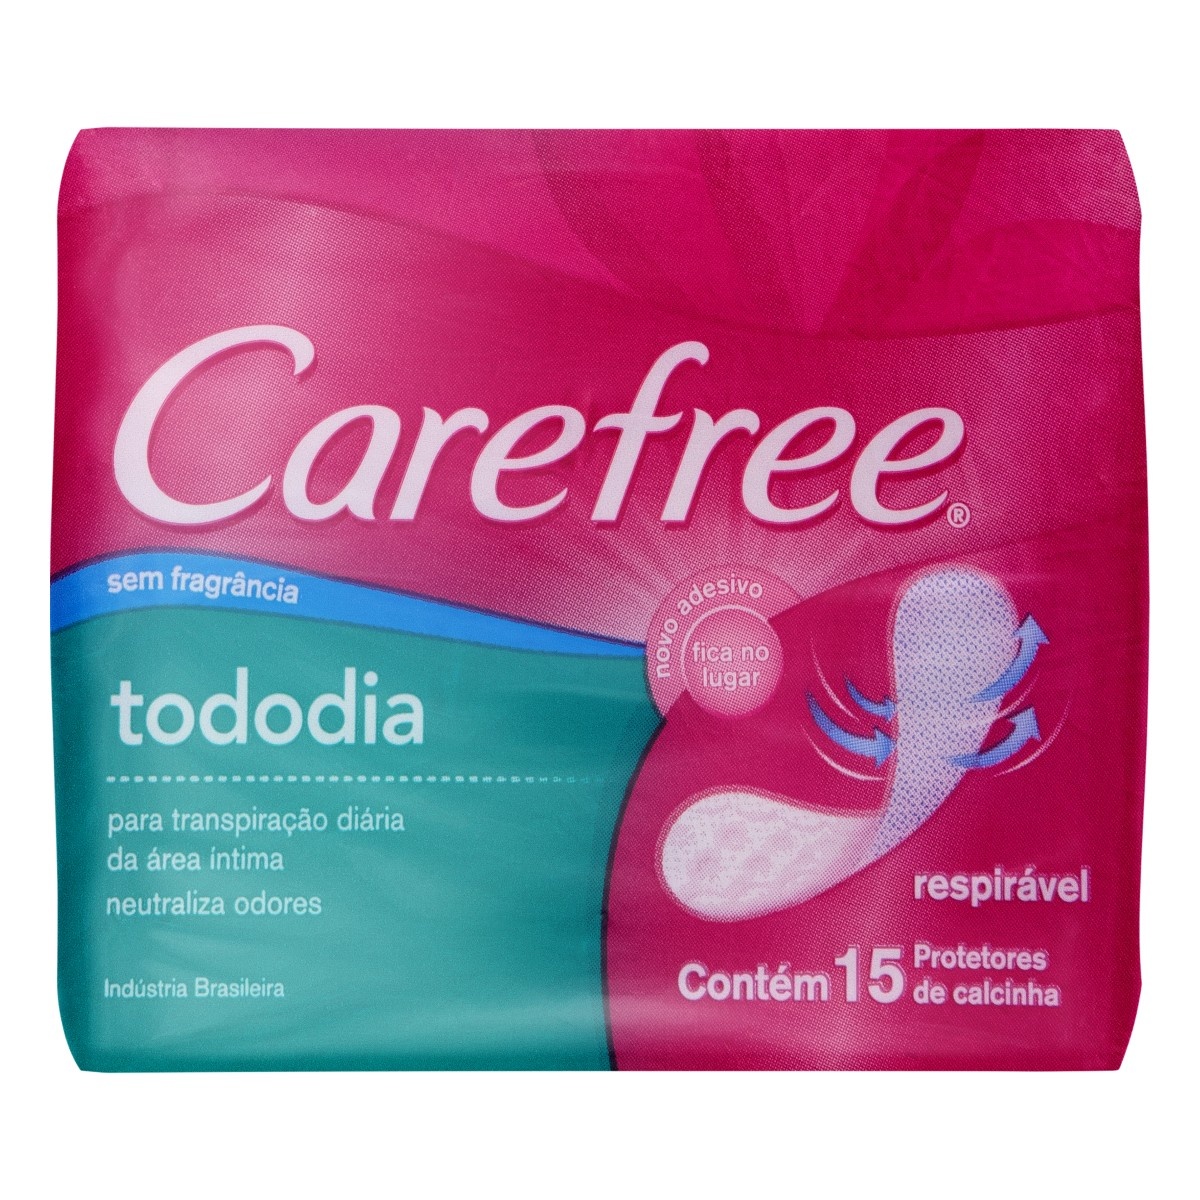 Carefree®
sem fragrância
novo adesivo
fica no
lugar
tododia
para transpiração diária
da área íntima
neutraliza odores
Indústria Brasileira
respirável
Contém 15 Protetores
de calcinha